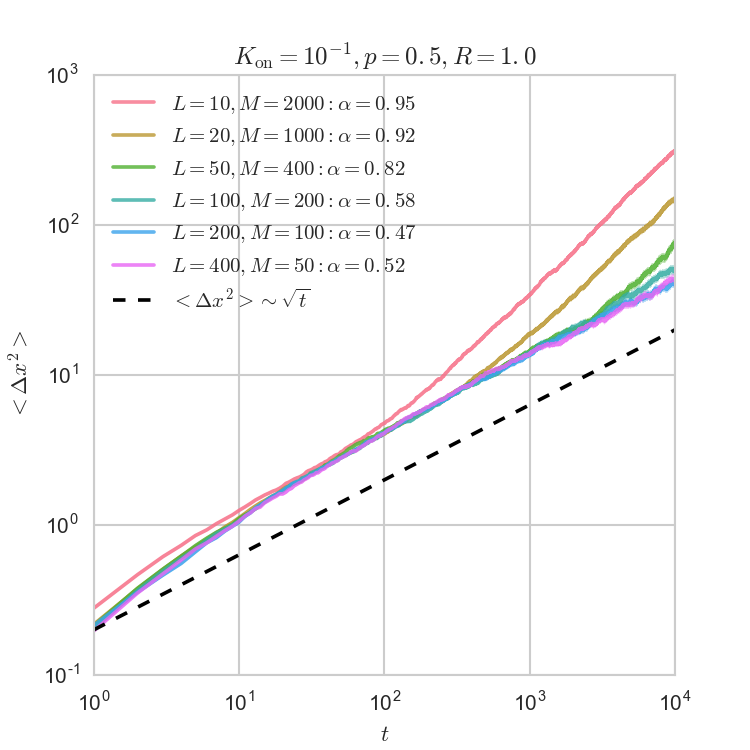 K_on = 10^-1, p = 0.5, R = 1.0
10^3
10^2
10^1
10^0
10^-1
<Δx^2>
L = 10, M = 2000 : α = 0.95
L = 20, M = 1000 : α = 0.92
L = 50, M = 400 : α = 0.82
L = 100, M = 200 : α = 0.58
L = 200, M = 100 : α = 0.47
L = 400, M = 50 : α = 0.52
<Δx^2> ~ √t
10^0 10^1 10^2 10^3 10^4
t